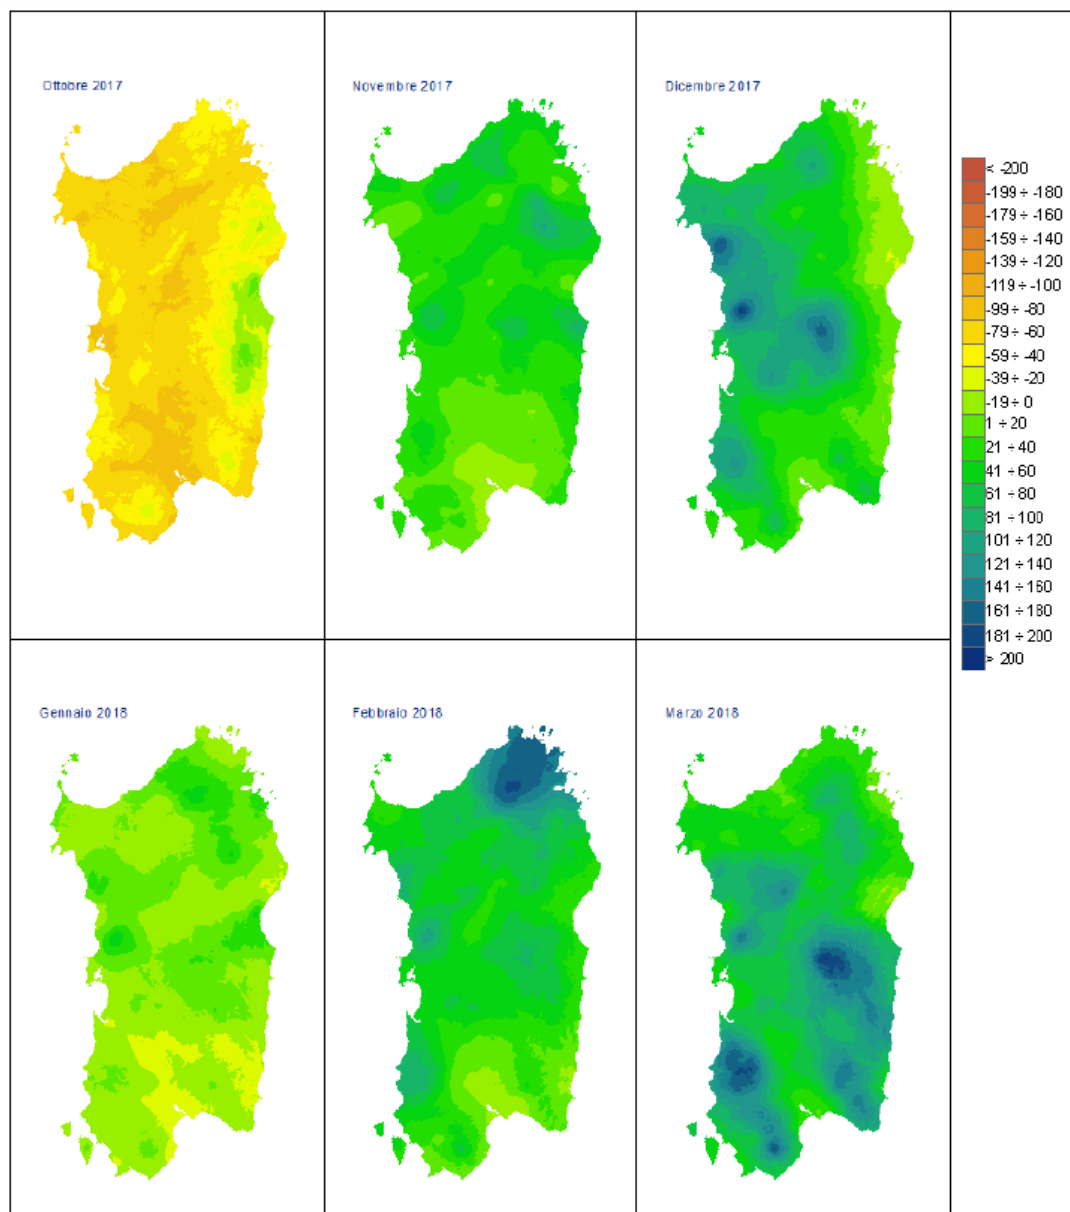 Ottobre 2017
Novembre 2017
Dicembre 2017
< -200
-199 ÷ -180
-179 ÷ -160
-159 ÷ -140
-139 ÷ -120
-119 ÷ -100
-99 ÷ -80
-79 ÷ -60
-59 ÷ -40
-39 ÷ -20
-19 ÷ 0
1 ÷ 20
21 ÷ 40
41 ÷ 60
61 ÷ 80
81 ÷ 100
101 ÷ 120
121 ÷ 140
141 ÷ 160
161 ÷ 180
181 ÷ 200
> 200
Gennaio 2018
Febbraio 2018
Marzo 2018